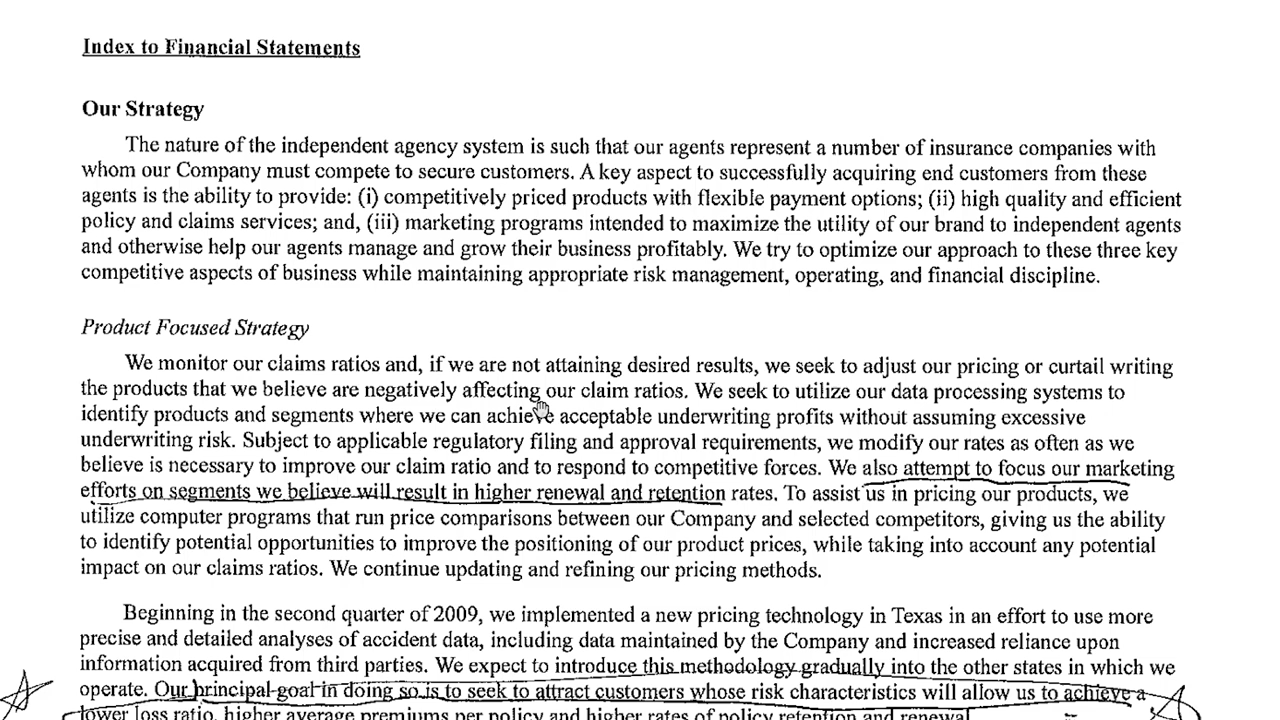 Index to Financial Statements
Our Strategy
The nature of the independent agency system is such that our agents represent a number of insurance companies with
whom our Company must compete to secure customers. A key aspect to successfully acquiring end customers from these
agents is the ability to provide: (i) competitively priced products with flexible payment options; (ii) high quality and efficient
policy and claims services; and, (iii) marketing programs intended to maximize the utility of our brand to independent agents
and otherwise help our agents manage and grow their business profitably. We try to optimize our approach to these three key
competitive aspects of business while maintaining appropriate risk management, operating, and financial discipline.
Product Focused Strategy
We monitor our claims ratios and, if we are not attaining desired results, we seek to adjust our pricing or curtail writing
the products that we believe are negatively affecting our claim ratios. We seek to utilize our data processing systems to
identify products and segments where we can achieve acceptable underwriting profits without assuming excessive
underwriting risk. Subject to applicable regulatory filing and approval requirements, we modify our rates as often as we
believe is necessary to improve our claim ratio and to respond to competitive forces. We also attempt to focus our marketing
efforts on segments we believe will result in higher renewal and retention rates. To assist us in pricing our products, we
utilize computer programs that run price comparisons between our Company and selected competitors, giving us the ability
to identify potential opportunities to improve the positioning of our product prices, while taking into account any potential
impact on our claims ratios. We continue updating and refining our pricing methods.
Beginning in the second quarter of 2009, we implemented a new pricing technology in Texas in an effort to use more
precise and detailed analyses of accident data, including data maintained by the Company and increased reliance upon
information acquired from third parties. We expect to introduce this methodology gradually into the other states in which we
operate. Our principal goal in doing so is to seek to attract customers whose risk characteristics will allow us to achieve a
lower loss ratio, higher average premiums per policy and higher rates of policy retention and renewal.